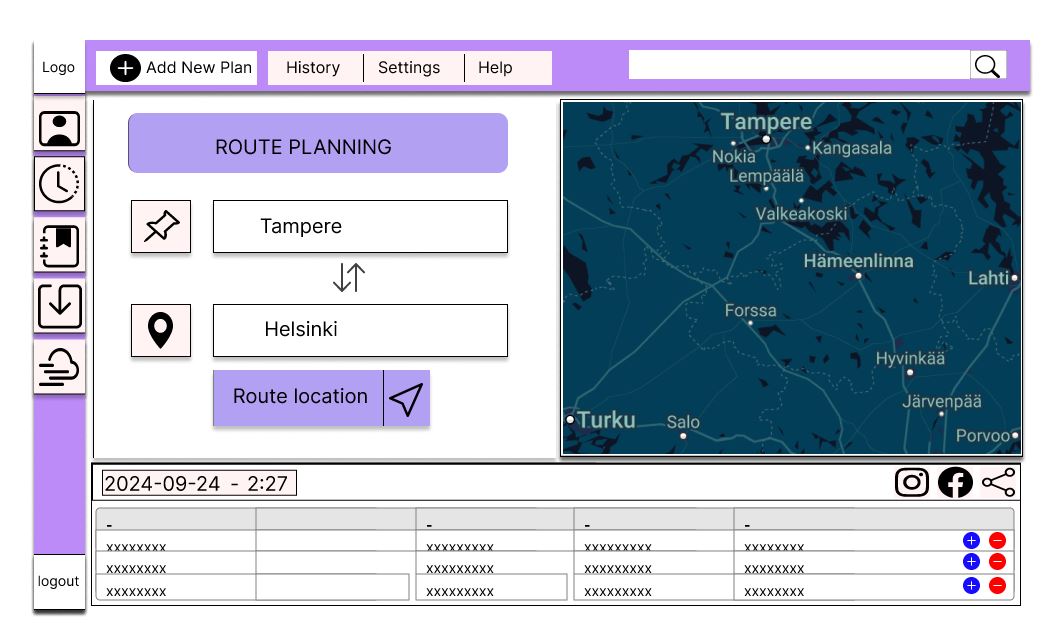 Logo
Add New Plan
History
Settings
Help
ROUTE PLANNING
Tampere
Helsinki
Route location
Tampere
Nokia
Kangasala
Lempäälä
Valkeakoski
Hämeenlinna
Lahti
Forssa
Hyvinkää
Järvenpää
Turku
Salo
Porvoo
2024-09-24 - 2:27
- - - -
xxxxxxxx xxxxxxxxx xxxxxxxxx xxxxxxxx
xxxxxxxx xxxxxxxxx xxxxxxxxx xxxxxxxx
xxxxxxxx xxxxxxxxx xxxxxxxxx xxxxxxxx
logout